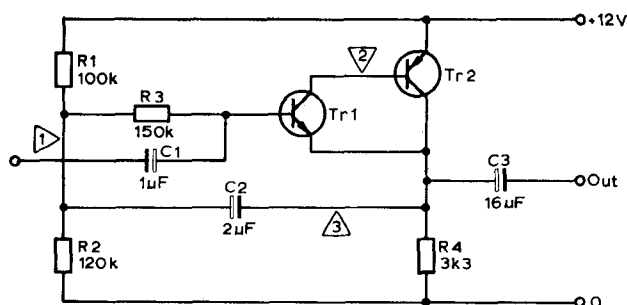 +12V
R1
100k
2
Tr2
R3
150k
Tr1
1
C1
1µF
C3
Out
16µF
C2
2µF
3
R2
120k
R4
3k3
0